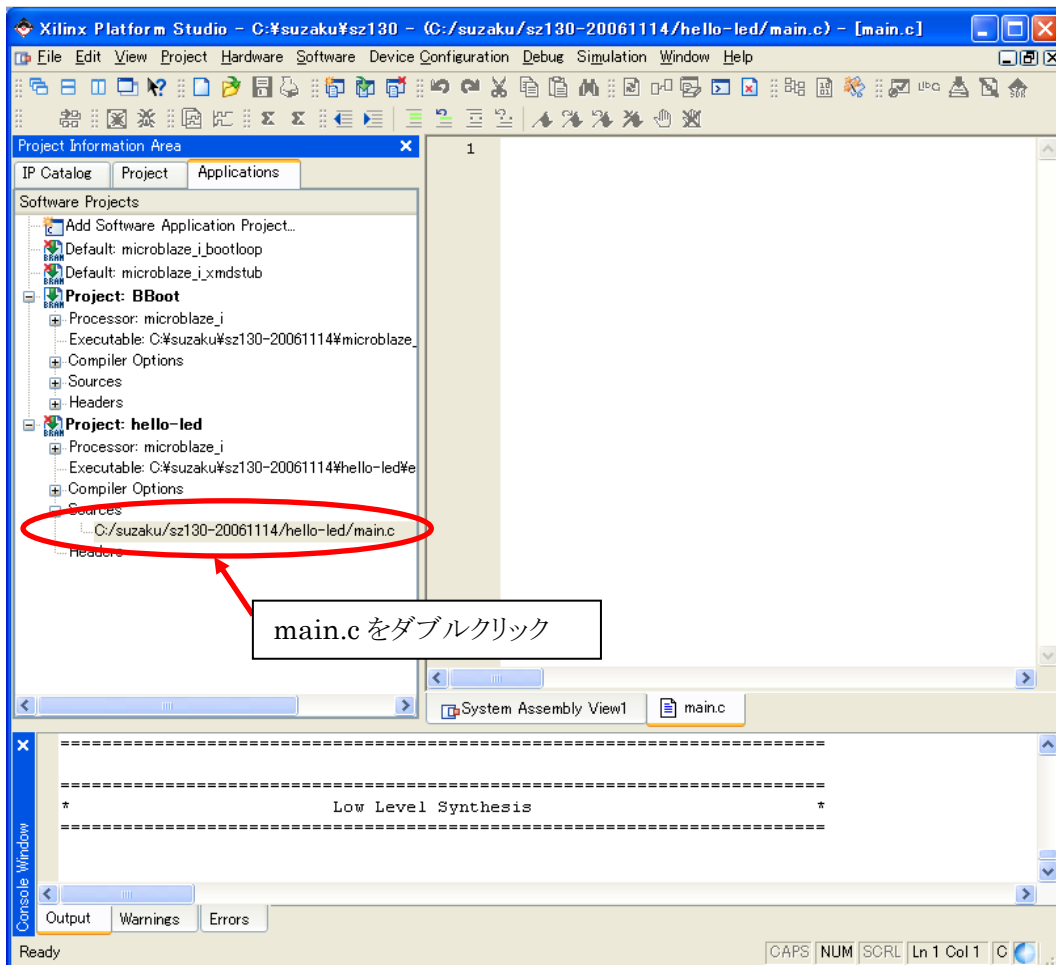 Xilinx Platform Studio - C:¥suzaku¥sz130 - (C:/suzaku/sz130-20061114/hello-led/main.c) - [main.c]
File Edit View Project Hardware Software Device Configuration Debug Simulation Window Help
Project Information Area
IP Catalog Project Applications
Software Projects
Add Software Application Project...
Default: microblaze_i_bootloop
Default: microblaze_i_xmdstub
Project: BBoot
Processor: microblaze_i
Executable: C:¥suzaku¥sz130-20061114¥microblaze_
Compiler Options
Sources
Headers
Project: hello-led
Processor: microblaze_i
Executable: C:¥suzaku¥sz130-20061114¥hello-led¥e
Compiler Options
Sources
C:/suzaku/sz130-20061114/hello-led/main.c
Headers
main.c をダブルクリック
1
System Assembly View1 main.c
=============================================================================
=============================================================================
* Low Level Synthesis *
=============================================================================
Console Window
Output Warnings Errors
Ready
CAPS NUM SCRL Ln 1 Col 1 C